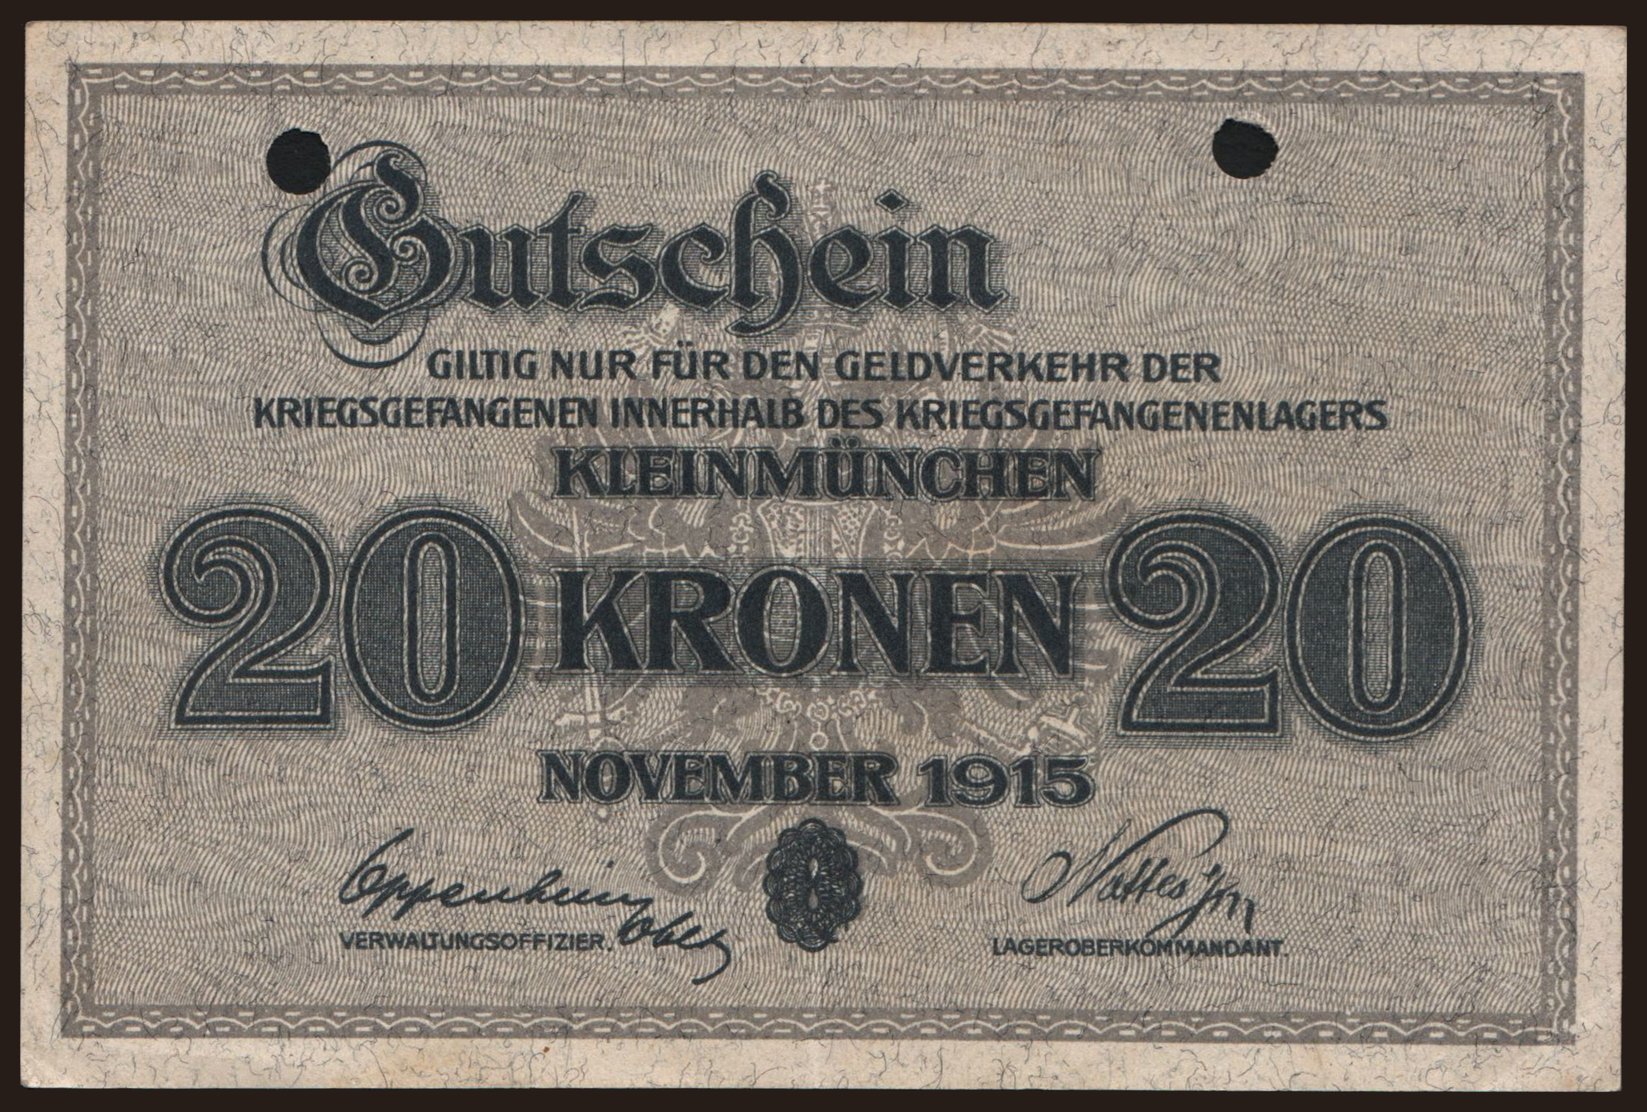 Gutschein
GILTIG NUR FÜR DEN GELDVERKEHR DER
KRIEGSGEFANGENEN INNERHALB DES KRIEGSGEFANGENENLAGERS
KLEINMÜNCHEN
20 KRONEN 20
NOVEMBER 1915
Oppenheim
VERWALTUNGSOFFIZIER.
LAGEROBERKOMMANDANT.